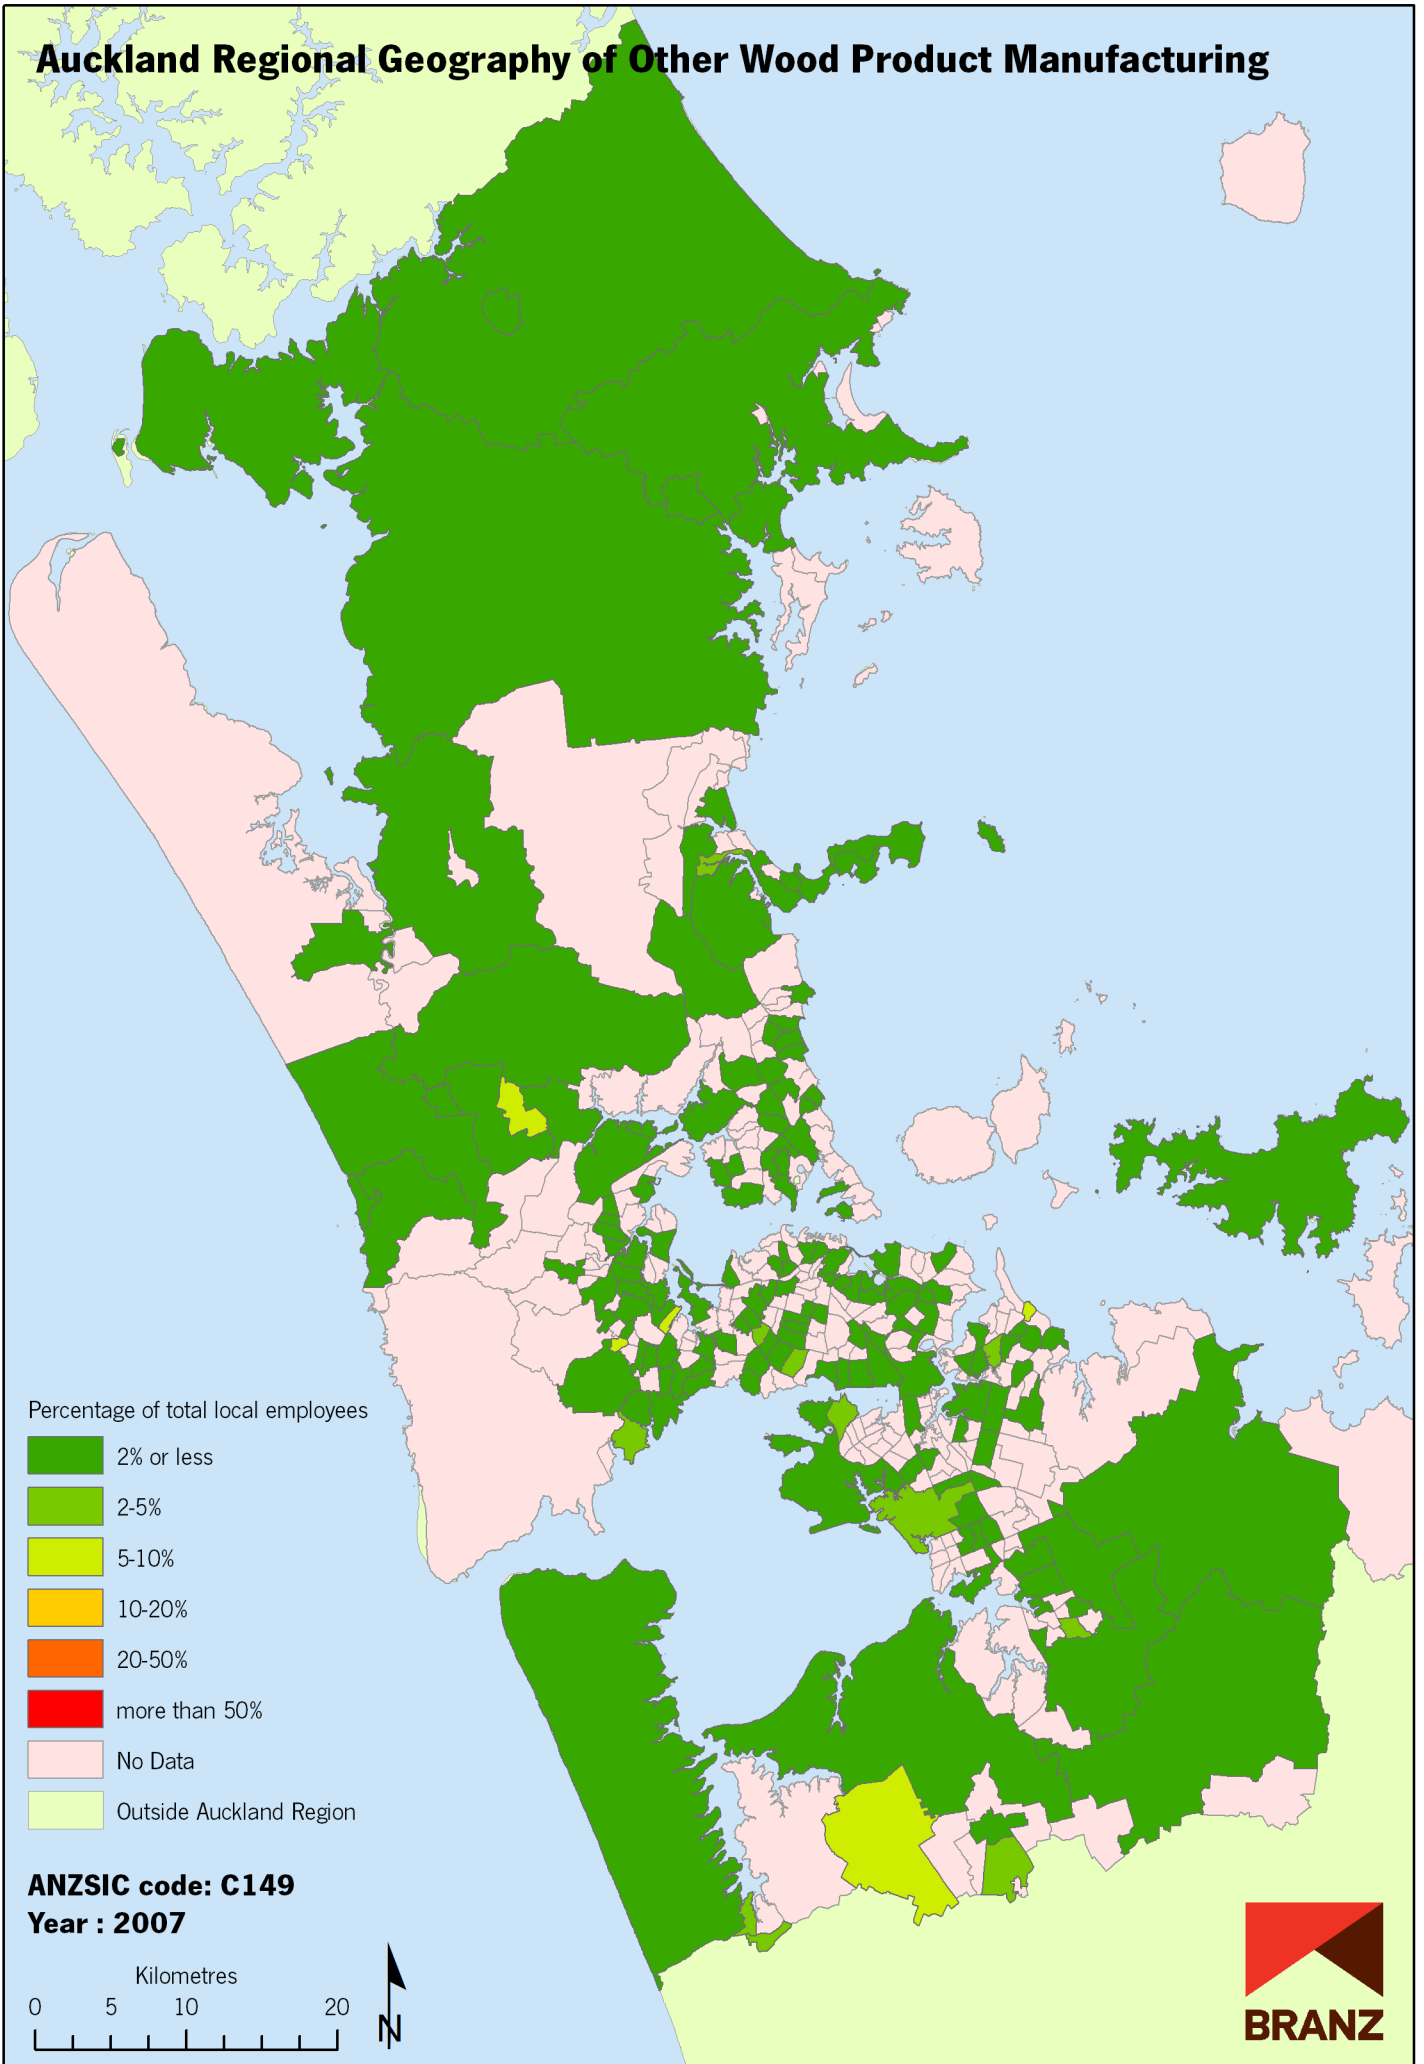 Auckland Regional Geography of Other Wood Product Manufacturing
Percentage of total local employees
2% or less
2-5%
5-10%
10-20%
20-50%
more than 50%
No Data
Outside Auckland Region
ANZSIC code: C149
Year : 2007
Kilometres
0 5 10 20
N
BRANZ